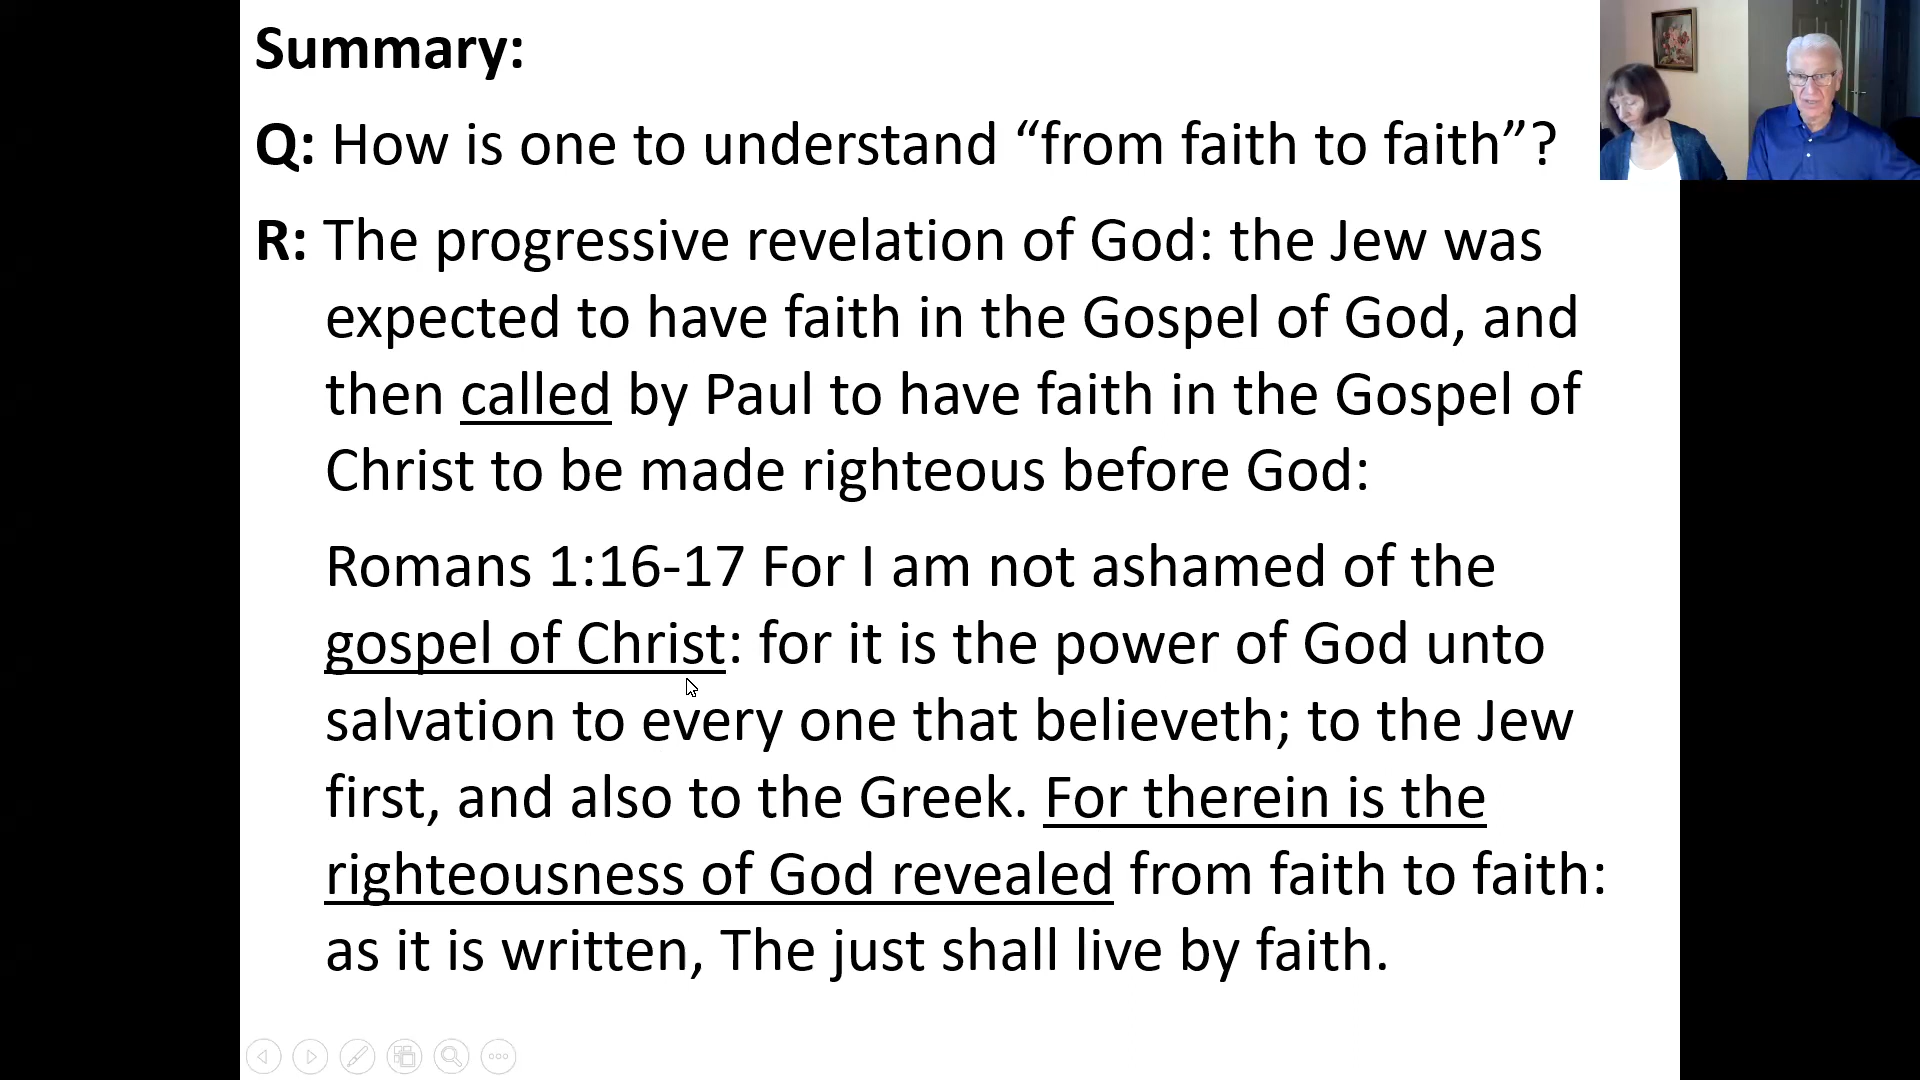 Summary:
Q: How is one to understand “from faith to faith”?
R: The progressive revelation of God: the Jew was
expected to have faith in the Gospel of God, and
then called by Paul to have faith in the Gospel of
Christ to be made righteous before God:
Romans 1:16-17 For I am not ashamed of the
gospel of Christ: for it is the power of God unto
salvation to every one that believeth; to the Jew
first, and also to the Greek. For therein is the
righteousness of God revealed from faith to faith:
as it is written, The just shall live by faith.